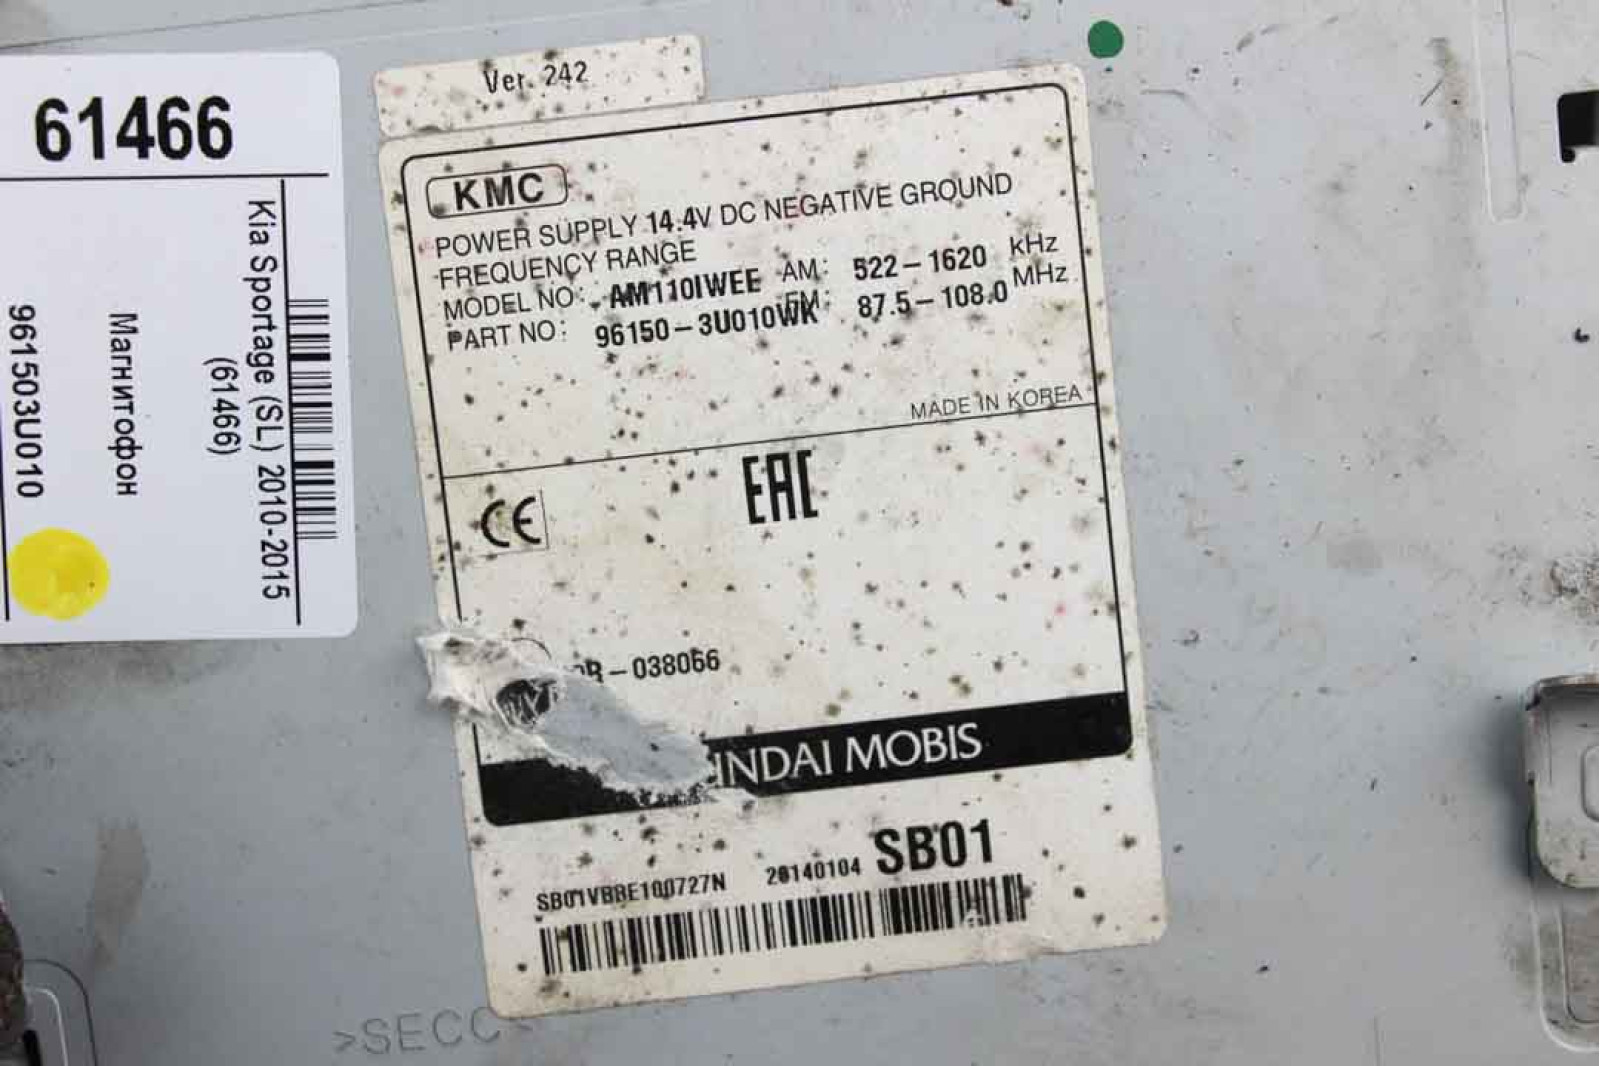 61466
Kia Sportage (SL) 2010-2015
(61466)
Магнитофон
961503U010
Ver. 242
KMC
POWER SUPPLY 14.4V DC NEGATIVE GROUND
FREQUENCY RANGE
MODEL NO: AM110IWEE AM: 522-1620 kHz
PART NO: 96150-3U010WK FM: 87.5-108.0 MHz
MADE IN KOREA
CE
EAC
-038066
NDAI MOBIS
SB01VBBE100727N 20140104 SB01
>SECC<